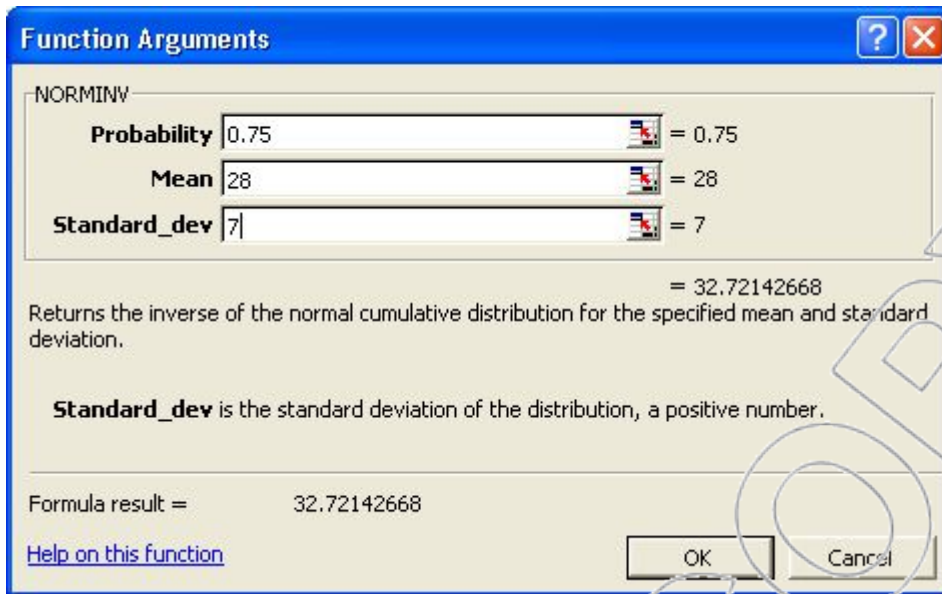 Function Arguments ?
NORMINV
Probability 0.75 = 0.75
Mean 28 = 28
Standard_dev 7 = 7
= 32.72142668
Returns the inverse of the normal cumulative distribution for the specified mean and standard
deviation.
Standard_dev is the standard deviation of the distribution, a positive number.
Formula result = 32.72142668
Help on this function OK Cancel